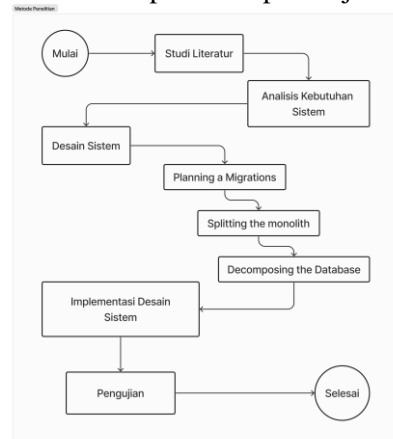 Metode Penelitian
Mulai
Studi Literatur
Analisis Kebutuhan
Sistem
Desain Sistem
Planning a Migrations
Splitting the monolith
Decomposing the Database
Implementasi Desain
Sistem
Pengujian
Selesai